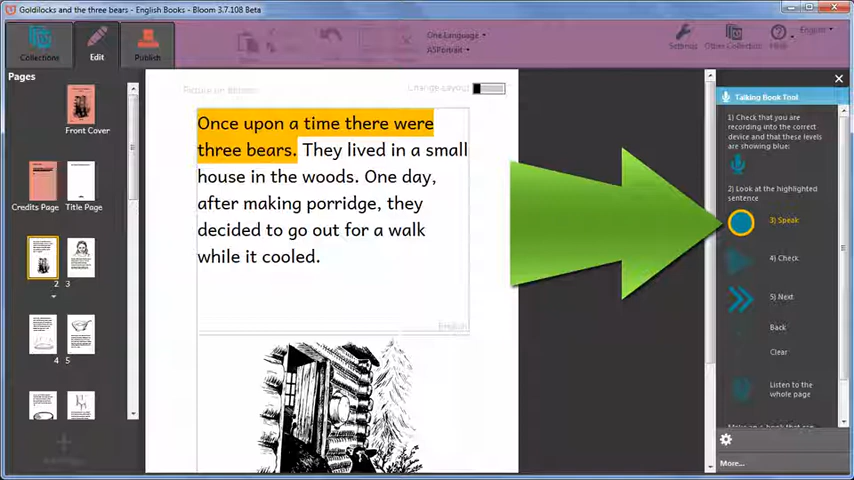 Goldilocks and the three bears - English Books - Bloom 3.7.108 Beta
Collections
Edit
Publish
One Language
A5Portrait
Settings
Other Collection
Help
English
Pages
Front Cover
Credits Page
Title Page
2
3
4
5
Change Layout
Once upon a time there were
three bears. They lived in a small
house in the woods. One day,
after making porridge, they
decided to go out for a walk
while it cooled.
English
Talking Book Tool
1) Check that you are
recording into the correct
device and that these levels
are showing blue:
2) Look at the highlighted
sentence
3) Speak
4) Check
5) Next
Back
Clear
Listen to the
whole page
More...